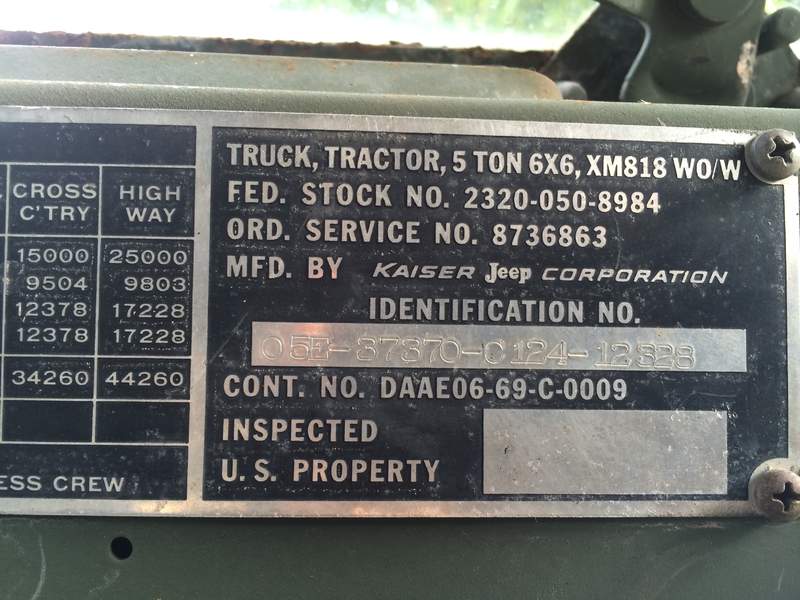 CROSS C'TRY HIGH WAY
15000 25000
9504 9803
12378 17228
12378 17228
34260 44260
ESS CREW
TRUCK, TRACTOR, 5 TON 6X6, XM818 WO/W
FED. STOCK NO. 2320-050-8984
ORD. SERVICE NO. 8736863
MFD. BY KAISER Jeep CORPORATION
IDENTIFICATION NO.
05E-37370-C124-12328
CONT. NO. DAAE06-69-C-0009
INSPECTED
U.S. PROPERTY